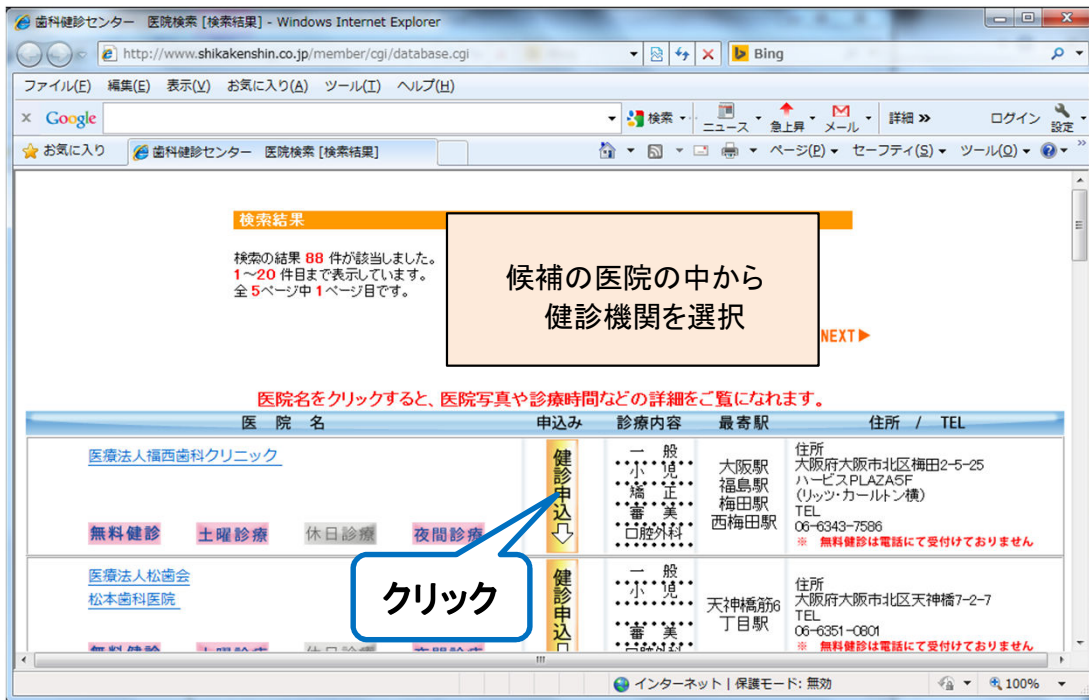 歯科健診センター 医院検索 [検索結果] - Windows Internet Explorer
http://www.shikakenshin.co.jp/member/cgi/database.cgi
Bing
ファイル(F) 編集(E) 表示(V) お気に入り(A) ツール(T) ヘルプ(H)
× Google 検索 ニュース 急上昇 メール 詳細 » ログイン 設定
お気に入り 歯科健診センター 医院検索 [検索結果] ページ(P) セーフティ(S) ツール(O)
検索結果
検索の結果 88 件が該当しました。
1～20 件目まで表示しています。
全 5ページ中 1ページ目です。
候補の医院の中から
健診機関を選択
NEXT▶
医院名をクリックすると、医院写真や診療時間などの詳細をご覧になれます。
医 院 名 申込み 診療内容 最寄駅 住所 / TEL
医療法人福西歯科クリニック
無料健診 土曜診療 休日診療 夜間診療
健診申込⇩
一 般
小 児
矯 正
審 美
口腔外科
大阪駅
福島駅
梅田駅
西梅田駅
住所
大阪府大阪市北区梅田2-5-25
ハービスPLAZA5F
(リッツ・カールトン横)
TEL
06-6343-7586
※ 無料健診は電話にて受付けておりません
クリック
医療法人松歯会
松本歯科医院
無料健診 土曜診療 休日診療 夜間診療
健診申込
一 般
小 児
審 美
口腔外科
天神橋筋6
丁目駅
住所
大阪府大阪市北区天神橋7-2-7
TEL
06-6351-0801
※ 無料健診は電話にて受付けておりません
インターネット | 保護モード: 無効
100%